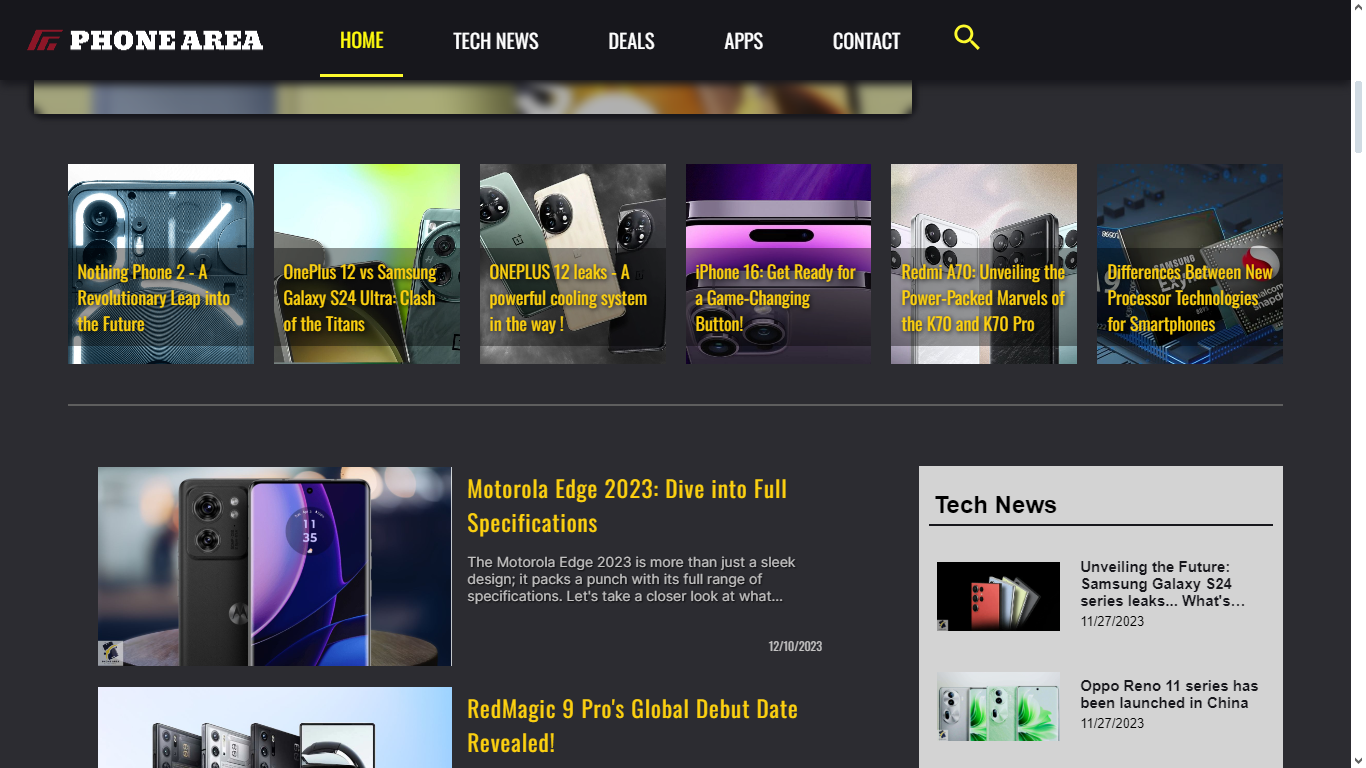 PHONE AREA
HOME
TECH NEWS
DEALS
APPS
CONTACT
Nothing Phone 2 - A
Revolutionary Leap into
the Future
OnePlus 12 vs Samsung
Galaxy S24 Ultra: Clash
of the Titans
ONEPLUS 12 leaks - A
powerful cooling system
in the way !
iPhone 16: Get Ready for
a Game-Changing
Button!
Redmi A70: Unveiling the
Power-Packed Marvels of
the K70 and K70 Pro
SAMSUNG
Differences Between New
Processor Technologies
for Smartphones
11
35
Motorola Edge 2023: Dive into Full
Specifications
The Motorola Edge 2023 is more than just a sleek
design; it packs a punch with its full range of
specifications. Let's take a closer look at what...
12/10/2023
RedMagic 9 Pro's Global Debut Date
Revealed!
Tech News
Unveiling the Future:
Samsung Galaxy S24
series leaks... What's...
11/27/2023
Oppo Reno 11 series has
been launched in China
11/27/2023